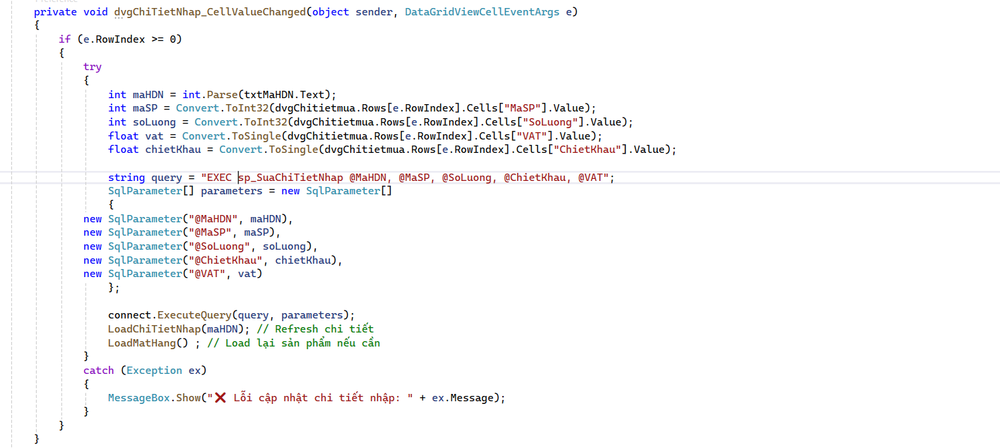 private void dvgChiTietNhap_CellValueChanged(object sender, DataGridViewCellEventArgs e)
{
if (e.RowIndex >= 0)
{
try
{
int maHDN = int.Parse(txtMaHDN.Text);
int maSP = Convert.ToInt32(dvgChitietmua.Rows[e.RowIndex].Cells["MaSP"].Value);
int soLuong = Convert.ToInt32(dvgChitietmua.Rows[e.RowIndex].Cells["SoLuong"].Value);
float vat = Convert.ToSingle(dvgChitietmua.Rows[e.RowIndex].Cells["VAT"].Value);
float chietKhau = Convert.ToSingle(dvgChitietmua.Rows[e.RowIndex].Cells["ChietKhau"].Value);
string query = "EXEC sp_SuaChiTietNhap @MaHDN, @MaSP, @SoLuong, @ChietKhau, @VAT";
SqlParameter[] parameters = new SqlParameter[]
{
new SqlParameter("@MaHDN", maHDN),
new SqlParameter("@MaSP", maSP),
new SqlParameter("@SoLuong", soLuong),
new SqlParameter("@ChietKhau", chietKhau),
new SqlParameter("@VAT", vat)
};
connect.ExecuteQuery(query, parameters);
LoadChiTietNhap(maHDN); // Refresh chi tiết
LoadMatHang() ; // Load lại sản phẩm nếu cần
}
catch (Exception ex)
{
MessageBox.Show("❌ Lỗi cập nhật chi tiết nhập: " + ex.Message);
}
}
}